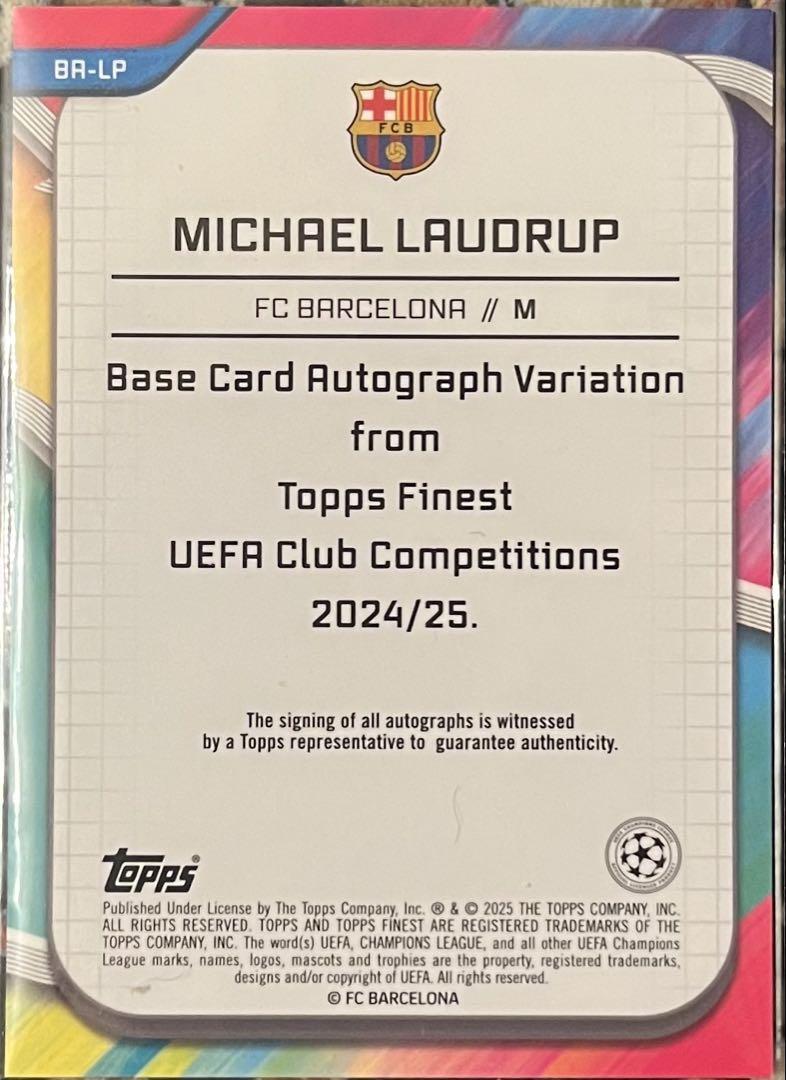 BA-LP
FCB
MICHAEL LAUDRUP
FC BARCELONA // M
Base Card Autograph Variation
from
Topps Finest
UEFA Club Competitions
2024/25.
The signing of all autographs is witnessed
by a Topps representative to guarantee authenticity.
Topps®
Published Under License by The Topps Company, Inc. ® & © 2025 THE TOPPS COMPANY, INC.
ALL RIGHTS RESERVED. TOPPS AND TOPPS FINEST ARE REGISTERED TRADEMARKS OF THE
TOPPS COMPANY, INC. The word(s) UEFA, CHAMPIONS LEAGUE, and all other UEFA Champions
League marks, names, logos, mascots and trophies are the property, registered trademarks,
designs and/or copyright of UEFA. All rights reserved.
© FC BARCELONA